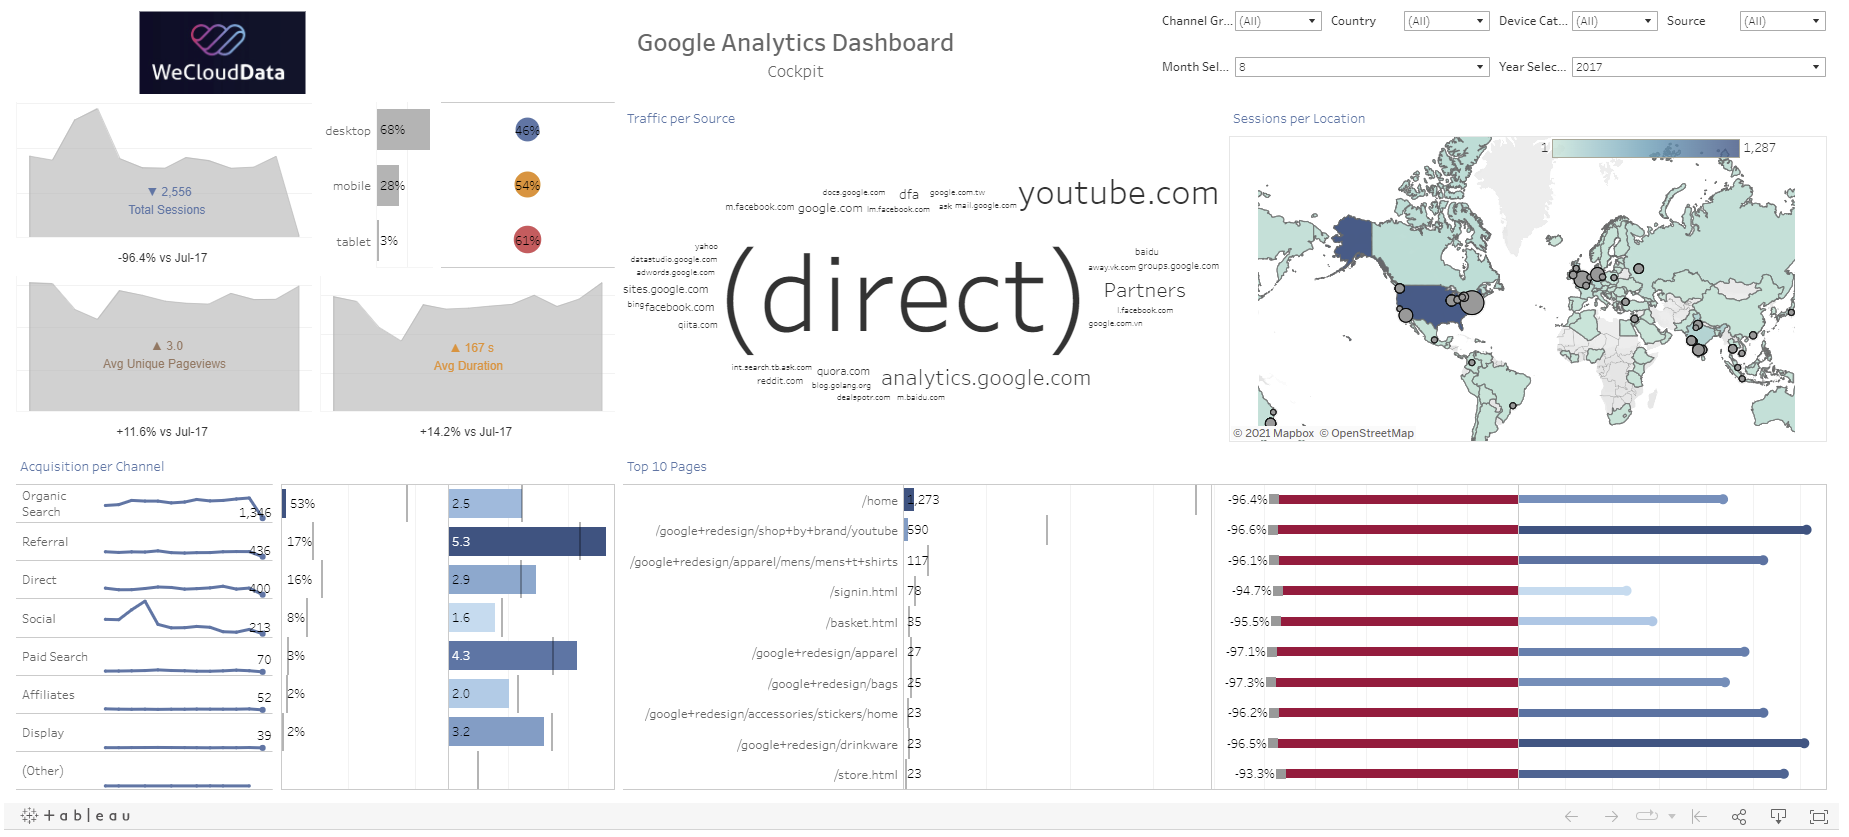 WeCloudData
Google Analytics Dashboard
Cockpit
Channel Gr... (All)
Country (All)
Device Cat... (All)
Source (All)
Month Sel... 8
Year Selec... 2017
▼ 2,556
Total Sessions
-96.4% vs Jul-17
desktop 68% 46%
mobile 28% 54%
tablet 3% 61%
▲ 3.0
Avg Unique Pageviews
+11.6% vs Jul-17
▲ 167 s
Avg Duration
+14.2% vs Jul-17
Traffic per Source
docs.google.com
dfa
google.com.tw
youtube.com
m.facebook.com
google.com
lm.facebook.com
ask
mail.google.com
yahoo
datastudio.google.com
adwords.google.com
sites.google.com
bing
facebook.com
qiita.com
(direct)
baidu
away.vk.com
groups.google.com
Partners
l.facebook.com
google.com.vn
int.search.tb.ask.com
quora.com
reddit.com
blog.golang.org
analytics.google.com
dealspotr.com
m.baidu.com
Sessions per Location
1 1,287
© 2021 Mapbox © OpenStreetMap
Acquisition per Channel
Organic Search 1,346 53% 2.5
Referral 436 17% 5.3
Direct 400 16% 2.9
Social 213 8% 1.6
Paid Search 70 3% 4.3
Affiliates 52 2% 2.0
Display 39 2% 3.2
(Other)
Top 10 Pages
/home 1,273 -96.4%
/google+redesign/shop+by+brand/youtube 590 -96.6%
/google+redesign/apparel/mens/mens+t+shirts 117 -96.1%
/signin.html 78 -94.7%
/basket.html 35 -95.5%
/google+redesign/apparel 27 -97.1%
/google+redesign/bags 25 -97.3%
/google+redesign/accessories/stickers/home 23 -96.2%
/google+redesign/drinkware 23 -96.5%
/store.html 23 -93.3%
+ableau